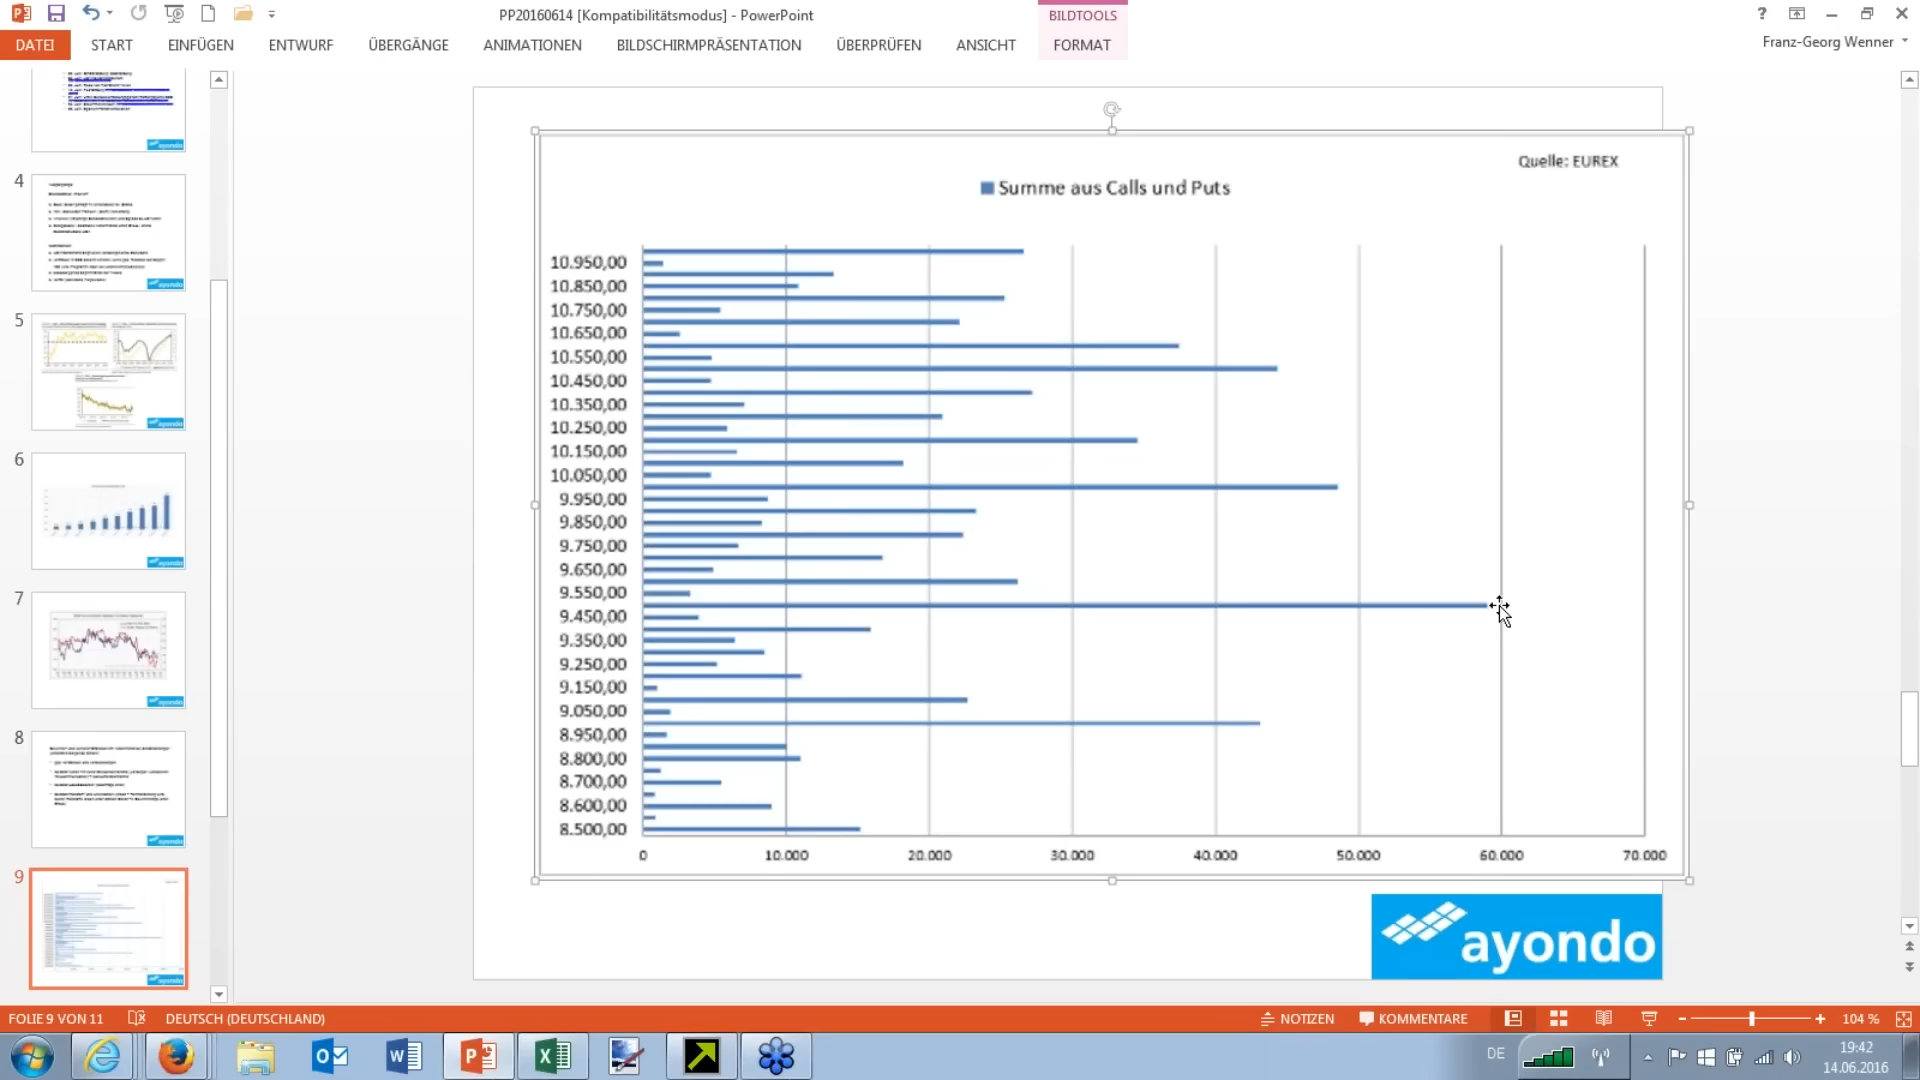 PP20160614 [Kompatibilitätsmodus] - PowerPoint
BILDTOOLS
?
DATEI
START
EINFÜGEN
ENTWURF
ÜBERGÄNGE
ANIMATIONEN
BILDSCHIRMPRÄSENTATION
ÜBERPRÜFEN
ANSICHT
FORMAT
Franz-Georg Wenner
ayondo
4
ayondo
5
ayondo
6
ayondo
7
ayondo
8
ayondo
9
ayondo
Quelle: EUREX
Summe aus Calls und Puts
10.950,00
10.850,00
10.750,00
10.650,00
10.550,00
10.450,00
10.350,00
10.250,00
10.150,00
10.050,00
9.950,00
9.850,00
9.750,00
9.650,00
9.550,00
9.450,00
9.350,00
9.250,00
9.150,00
9.050,00
8.950,00
8.800,00
8.700,00
8.600,00
8.500,00
0
10.000
20.000
30.000
40.000
50.000
60.000
70.000
ayondo
FOLIE 9 VON 11
DEUTSCH (DEUTSCHLAND)
NOTIZEN
KOMMENTARE
104 %
DE
19:42
14.06.2016